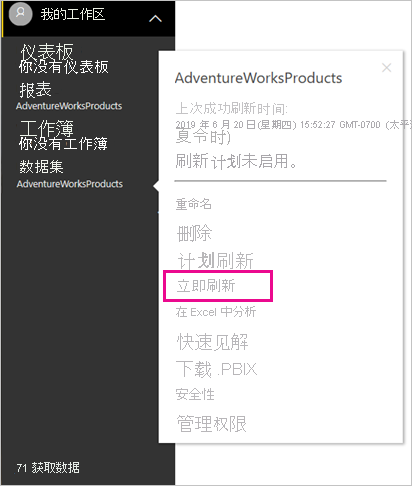 我的工作区
仪表板
你没有仪表板
报表
AdventureWorksProducts
工作簿
你没有工作簿
数据集
AdventureWorksProducts
71 获取数据
AdventureWorksProducts
上次成功刷新时间:
2019 年 6 月 20 日(星期四) 15:52:27 GMT-0700 (太平洋
夏令时)
刷新计划未启用。
重命名
删除
计划刷新
立即刷新
在 Excel 中分析
快速见解
下载 .PBIX
安全性
管理权限